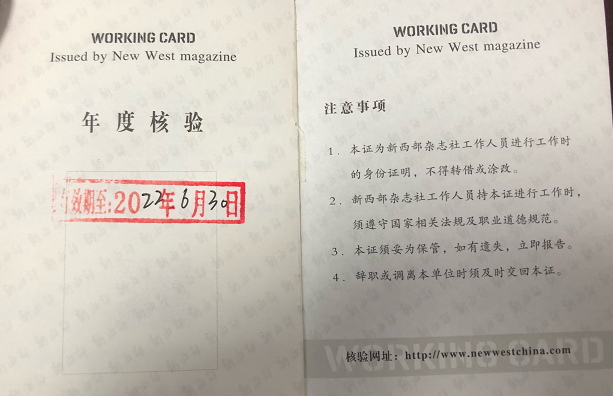 WORKING CARD
Issued by New West magazine
年度核验
有效期至:2022年6月30日
WORKING CARD
Issued by New West magazine
注意事项
1. 本证为新西部杂志社工作人员进行工作时
的身份证明，不得转借或涂改。
2. 新西部杂志社工作人员持本证进行工作时，
须遵守国家相关法规及职业道德规范。
3. 本证须妥为保管，如有遗失，立即报告。
4. 辞职或调离本单位时须及时交回本证。
WORKING CARD
核验网址：http://www.newwestchina.com